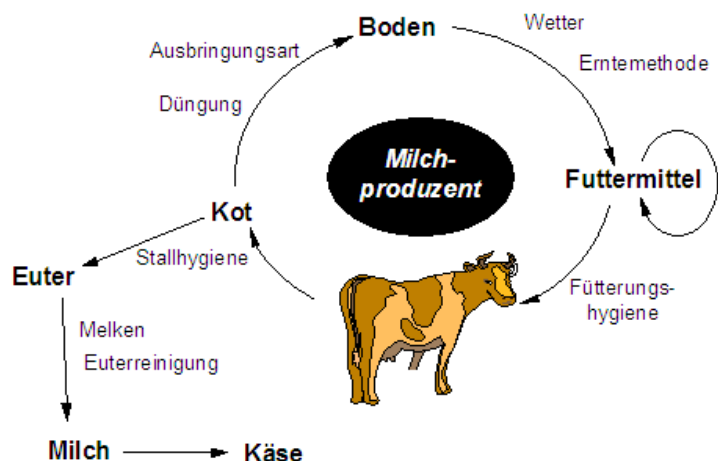 Boden
Wetter
Ausbringungsart
Erntemethode
Düngung
Milch-
produzent
Futtermittel
Kot
Stallhygiene
Euter
Fütterungs-
hygiene
Melken
Euterreinigung
Milch
Käse